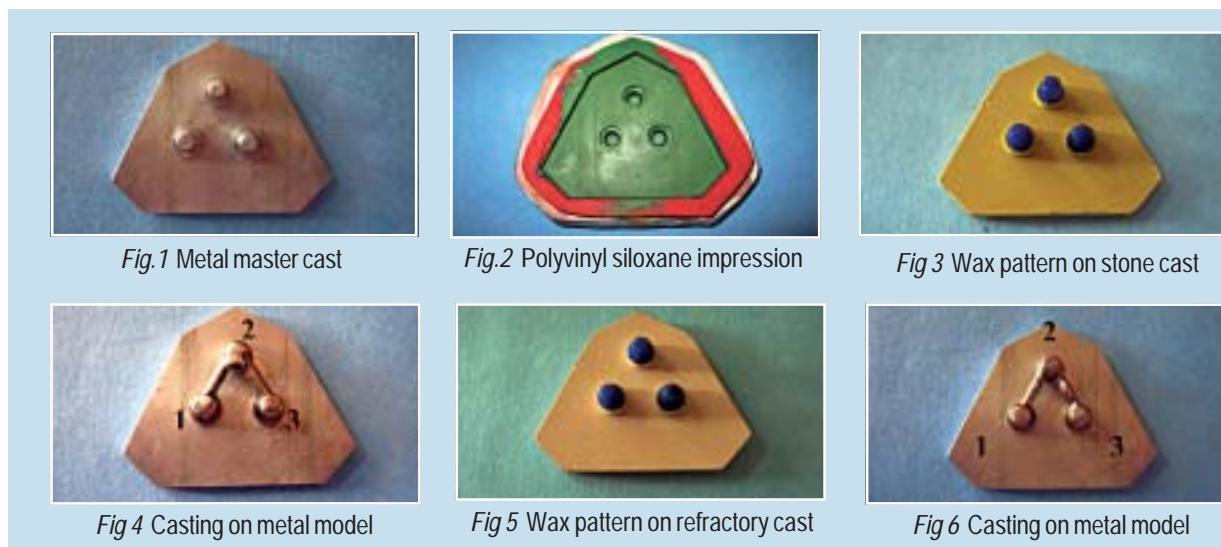 Fig.1 Metal master cast
Fig.2 Polyvinyl siloxane impression
Fig 3 Wax pattern on stone cast
2
1
3
Fig 4 Casting on metal model
Fig 5 Wax pattern on refractory cast
2
1
3
Fig 6 Casting on metal model